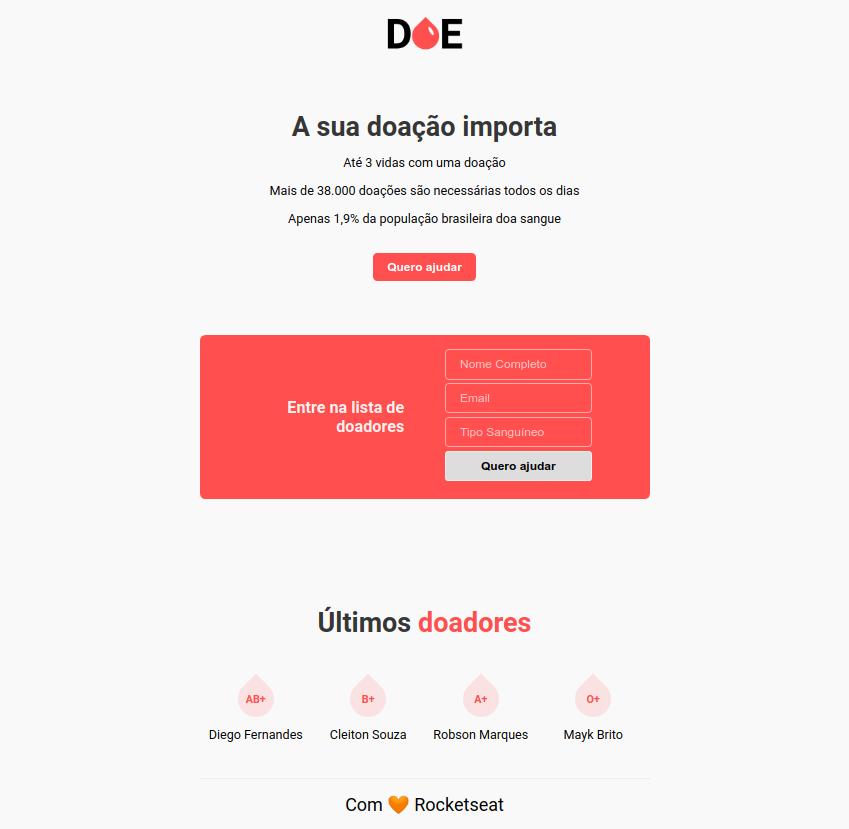 DOE
A sua doação importa
Até 3 vidas com uma doação
Mais de 38.000 doações são necessárias todos os dias
Apenas 1,9% da população brasileira doa sangue
Quero ajudar
Entre na lista de
doadores
Nome Completo
Email
Tipo Sanguíneo
Quero ajudar
Últimos doadores
AB+ B+ A+ O+
Diego Fernandes Cleiton Souza Robson Marques Mayk Brito
Com 🧡 Rocketseat